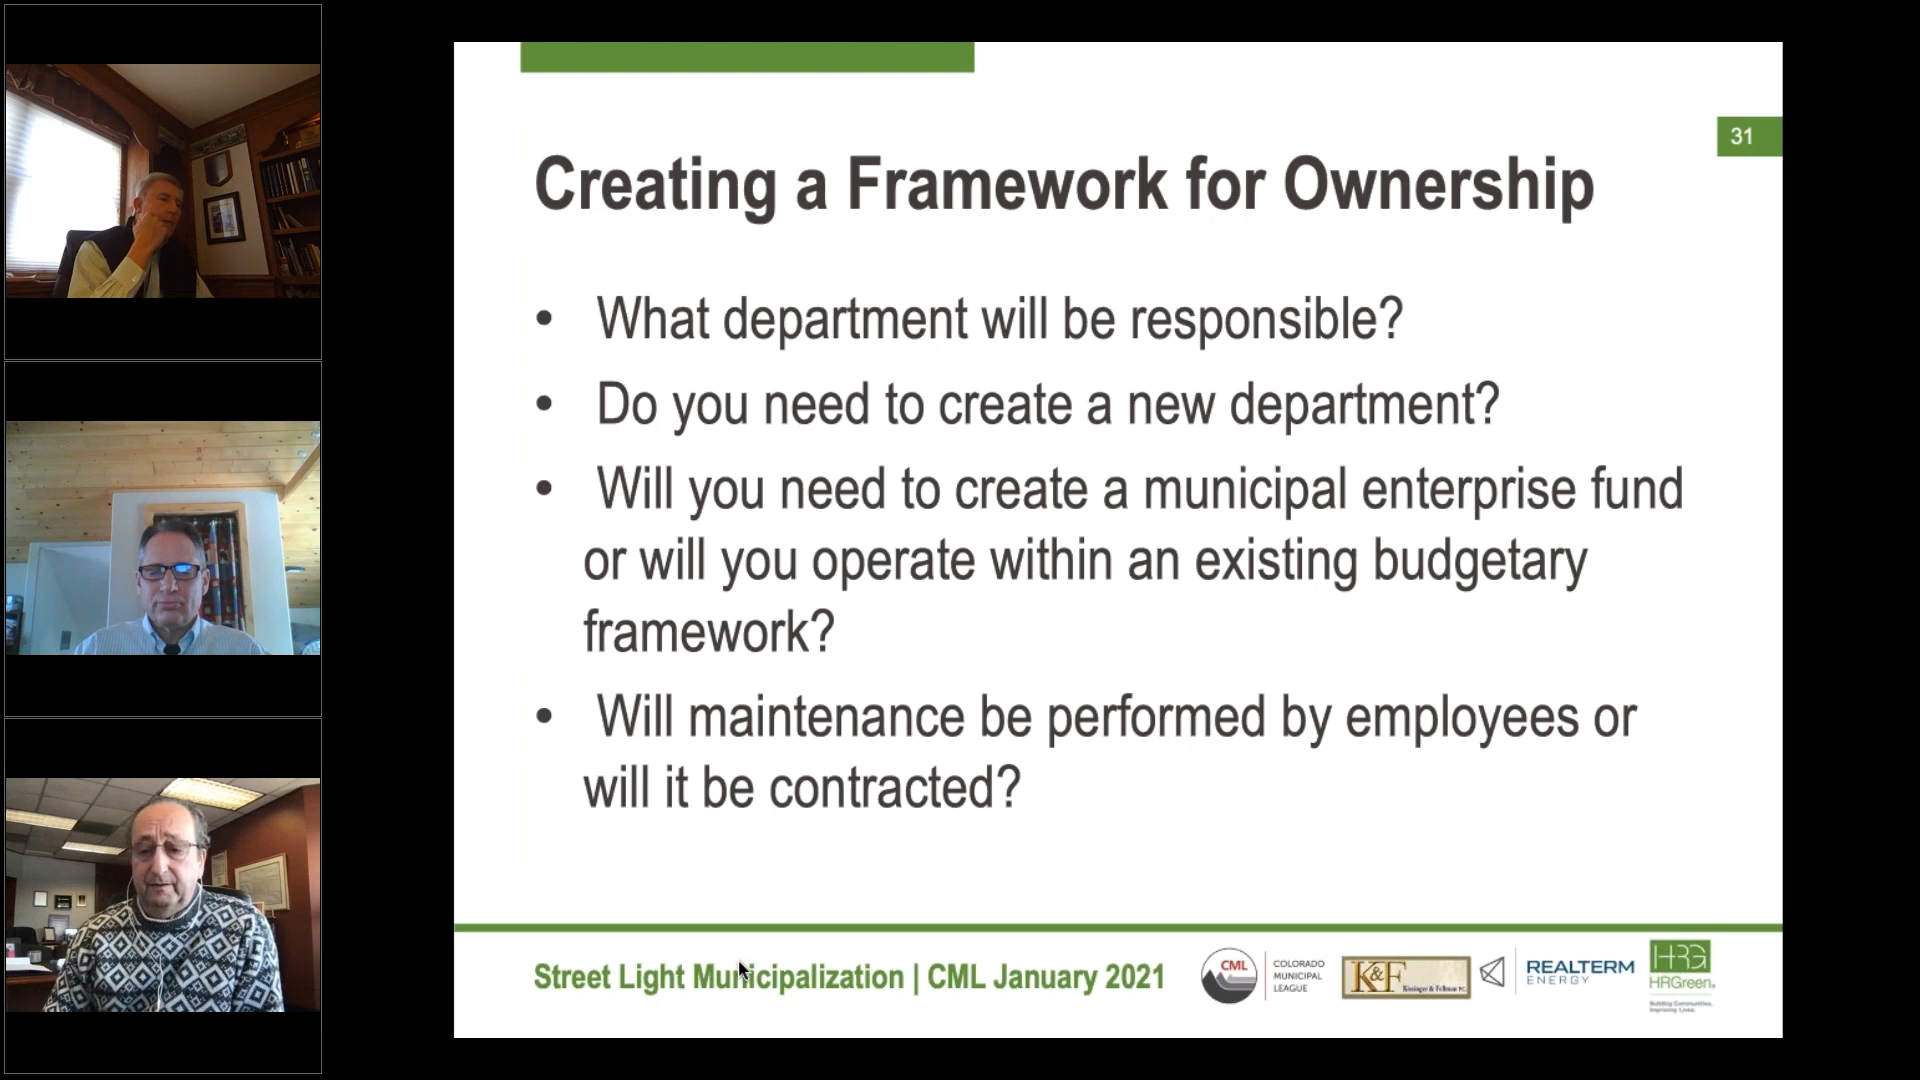 31
Creating a Framework for Ownership
• What department will be responsible?
• Do you need to create a new department?
• Will you need to create a municipal enterprise fund
or will you operate within an existing budgetary
framework?
• Will maintenance be performed by employees or
will it be contracted?
Street Light Municipalization | CML January 2021
CML
COLORADO
MUNICIPAL
LEAGUE
K&F
Kissinger & Fellman P.C.
REALTERM
ENERGY
HRG
HRGreen
Building Communities.
Improving Lives.